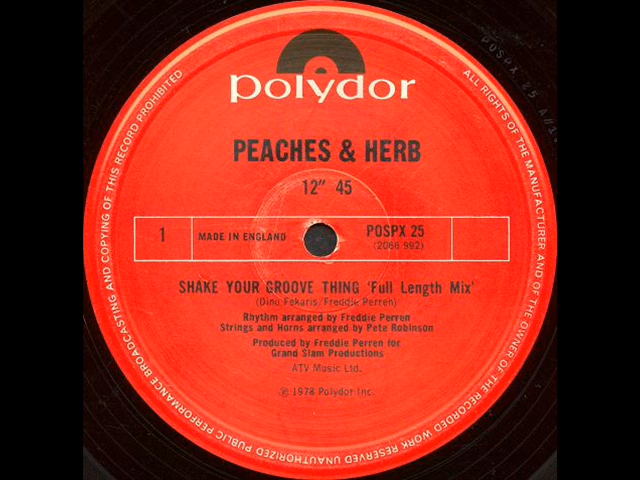 polydor
PEACHES & HERB
12" 45
1
MADE IN ENGLAND
POSPX 25
(2066 992)
SHAKE YOUR GROOVE THING 'Full Length Mix'
(Dino Fekaris/Freddie Perren)
Rhythm arranged by Freddie Perren
Strings and Horns arranged by Pete Robinson
Produced by Freddie Perren for
Grand Slam Productions
ATV Music Ltd.
℗ 1978 Polydor Inc.
ALL RIGHTS OF THE MANUFACTURER AND OF THE OWNER OF THE RECORDED WORK RESERVED UNAUTHORIZED PUBLIC PERFORMANCE BROADCASTING AND COPYING OF THIS RECORD PROHIBITED
POSPX 25